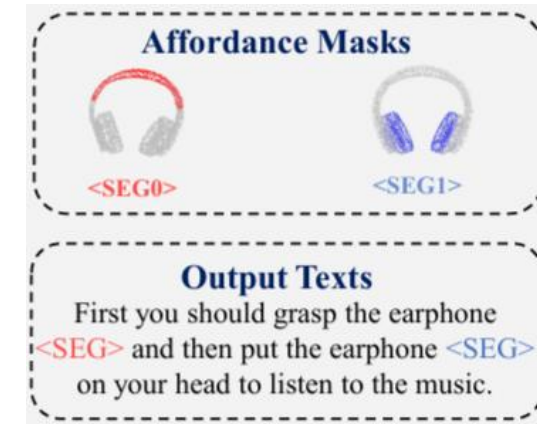 Affordance Masks
<SEG0> <SEG1>
Output Texts
First you should grasp the earphone
<SEG> and then put the earphone <SEG>
on your head to listen to the music.